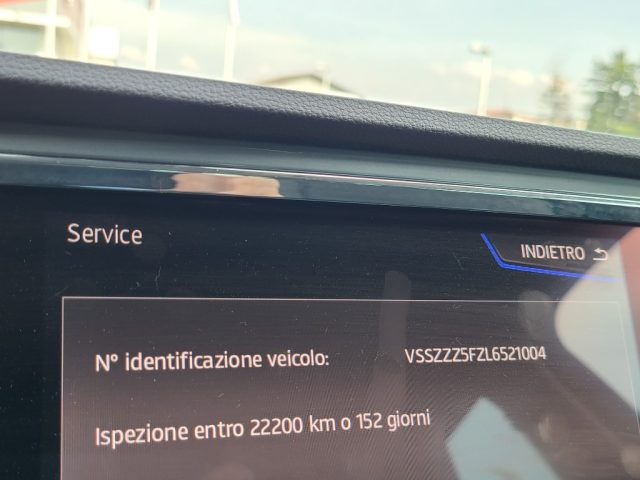 Service
INDIETRO
N° identificazione veicolo: VSSZZZ5FZL6521004
Ispezione entro 22200 km o 152 giorni